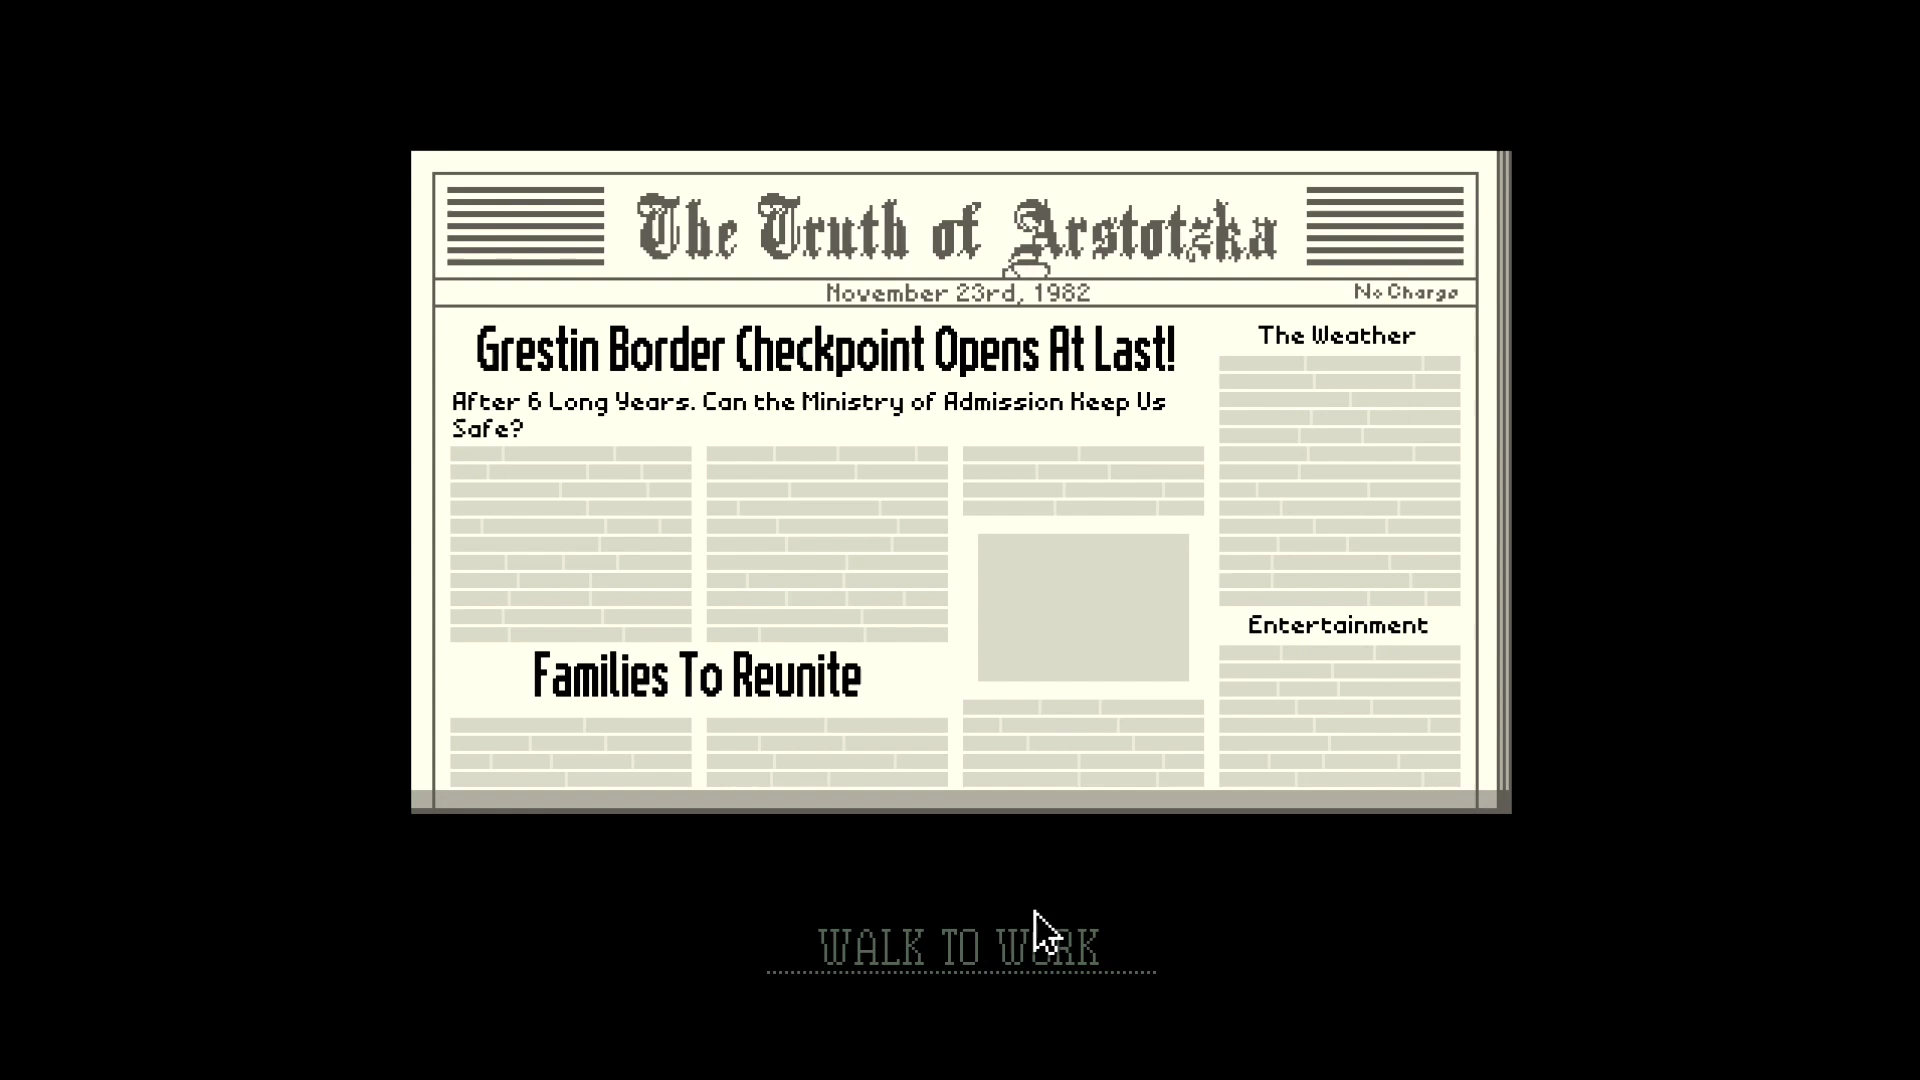 The Truth of Arstotzka
November 23rd, 1982
No Charge
Grestin Border Checkpoint Opens At Last!
After 6 Long Years. Can the Ministry of Admission Keep Us
Safe?
Families To Reunite
The Weather
Entertainment
WALK TO WORK